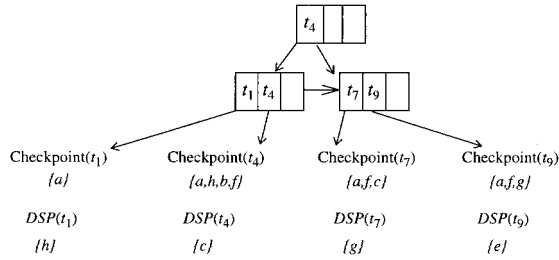 t4
t1 t4 t7 t9
Checkpoint(t1) Checkpoint(t4) Checkpoint(t7) Checkpoint(t9)
{a} {a,h,b,f} {a,f,c} {a,f,g}
DSP(t1) DSP(t4) DSP(t7) DSP(t9)
{h} {c} {g} {e}